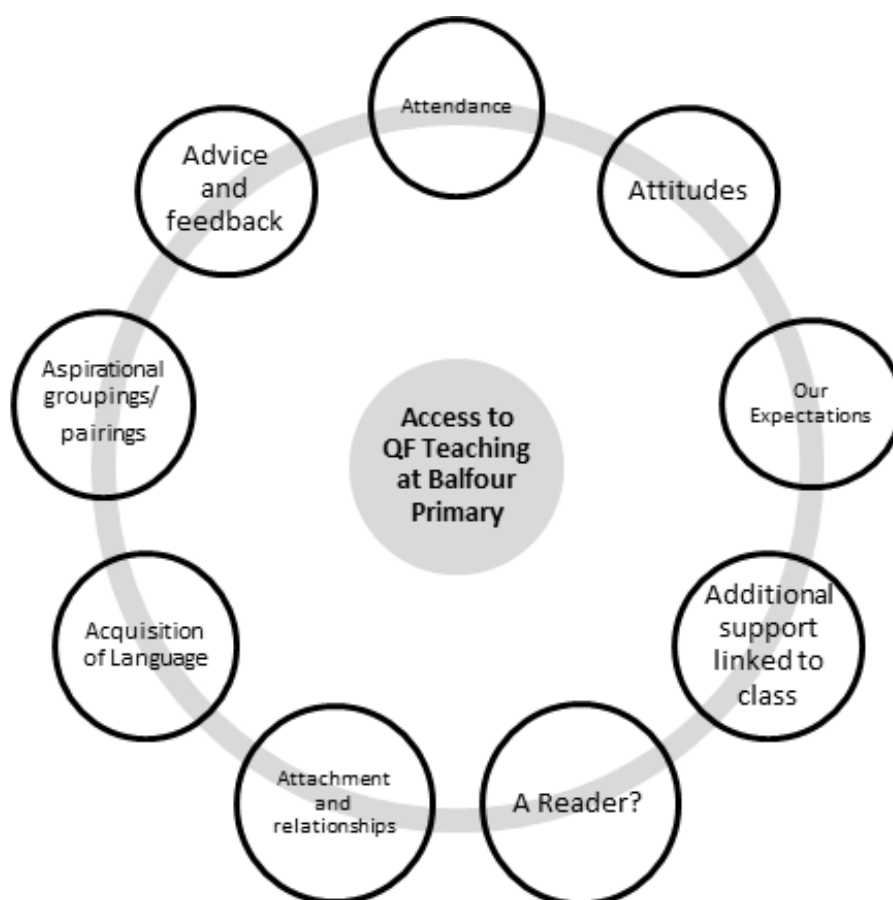 Attendance
Attitudes
Our
Expectations
Additional
support
linked to
class
A Reader?
Attachment
and
relationships
Acquisition
of Language
Aspirational
groupings/
pairings
Advice
and
feedback
Access to
QF Teaching
at Balfour
Primary